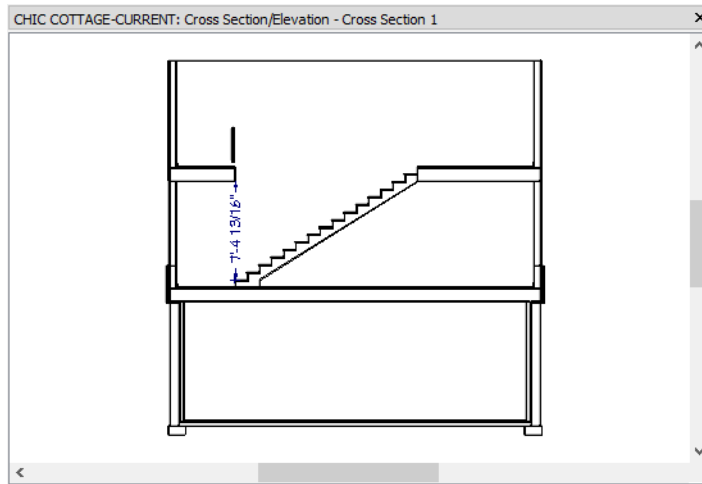 CHIC COTTAGE-CURRENT: Cross Section/Elevation - Cross Section 1
7'-4 13/16"